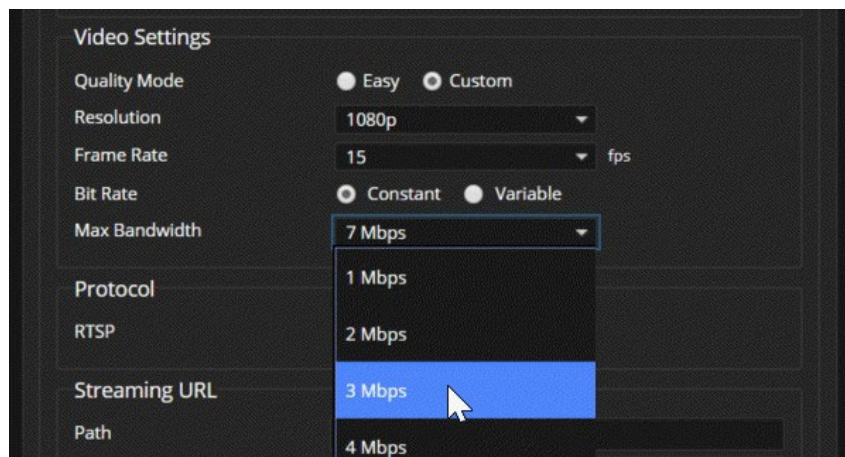 Video Settings
Quality Mode Easy Custom
Resolution 1080p
Frame Rate 15 fps
Bit Rate Constant Variable
Max Bandwidth 7 Mbps
1 Mbps
Protocol
RTSP 2 Mbps
Streaming URL 3 Mbps
Path
4 Mbps